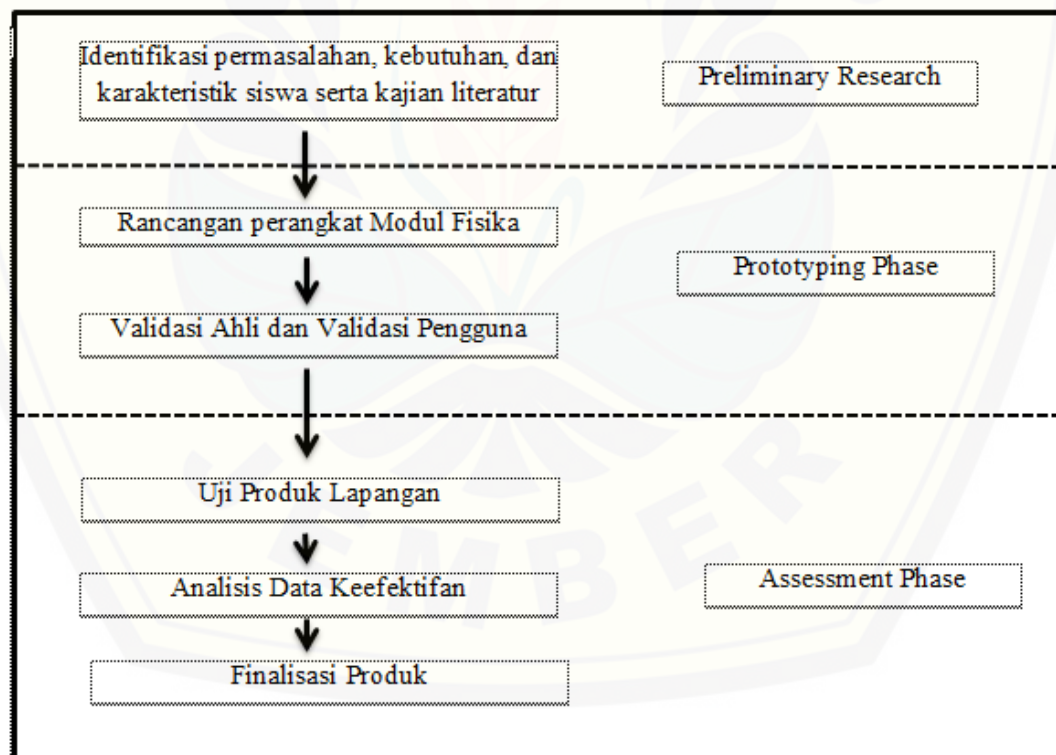 Identifikasi permasalahan, kebutuhan, dan
karakteristik siswa serta kajian literatur
Preliminary Research
Rancangan perangkat Modul Fisika
Prototyping Phase
Validasi Ahli dan Validasi Pengguna
Uji Produk Lapangan
Analisis Data Keefektifan
Assessment Phase
Finalisasi Produk
EMBER